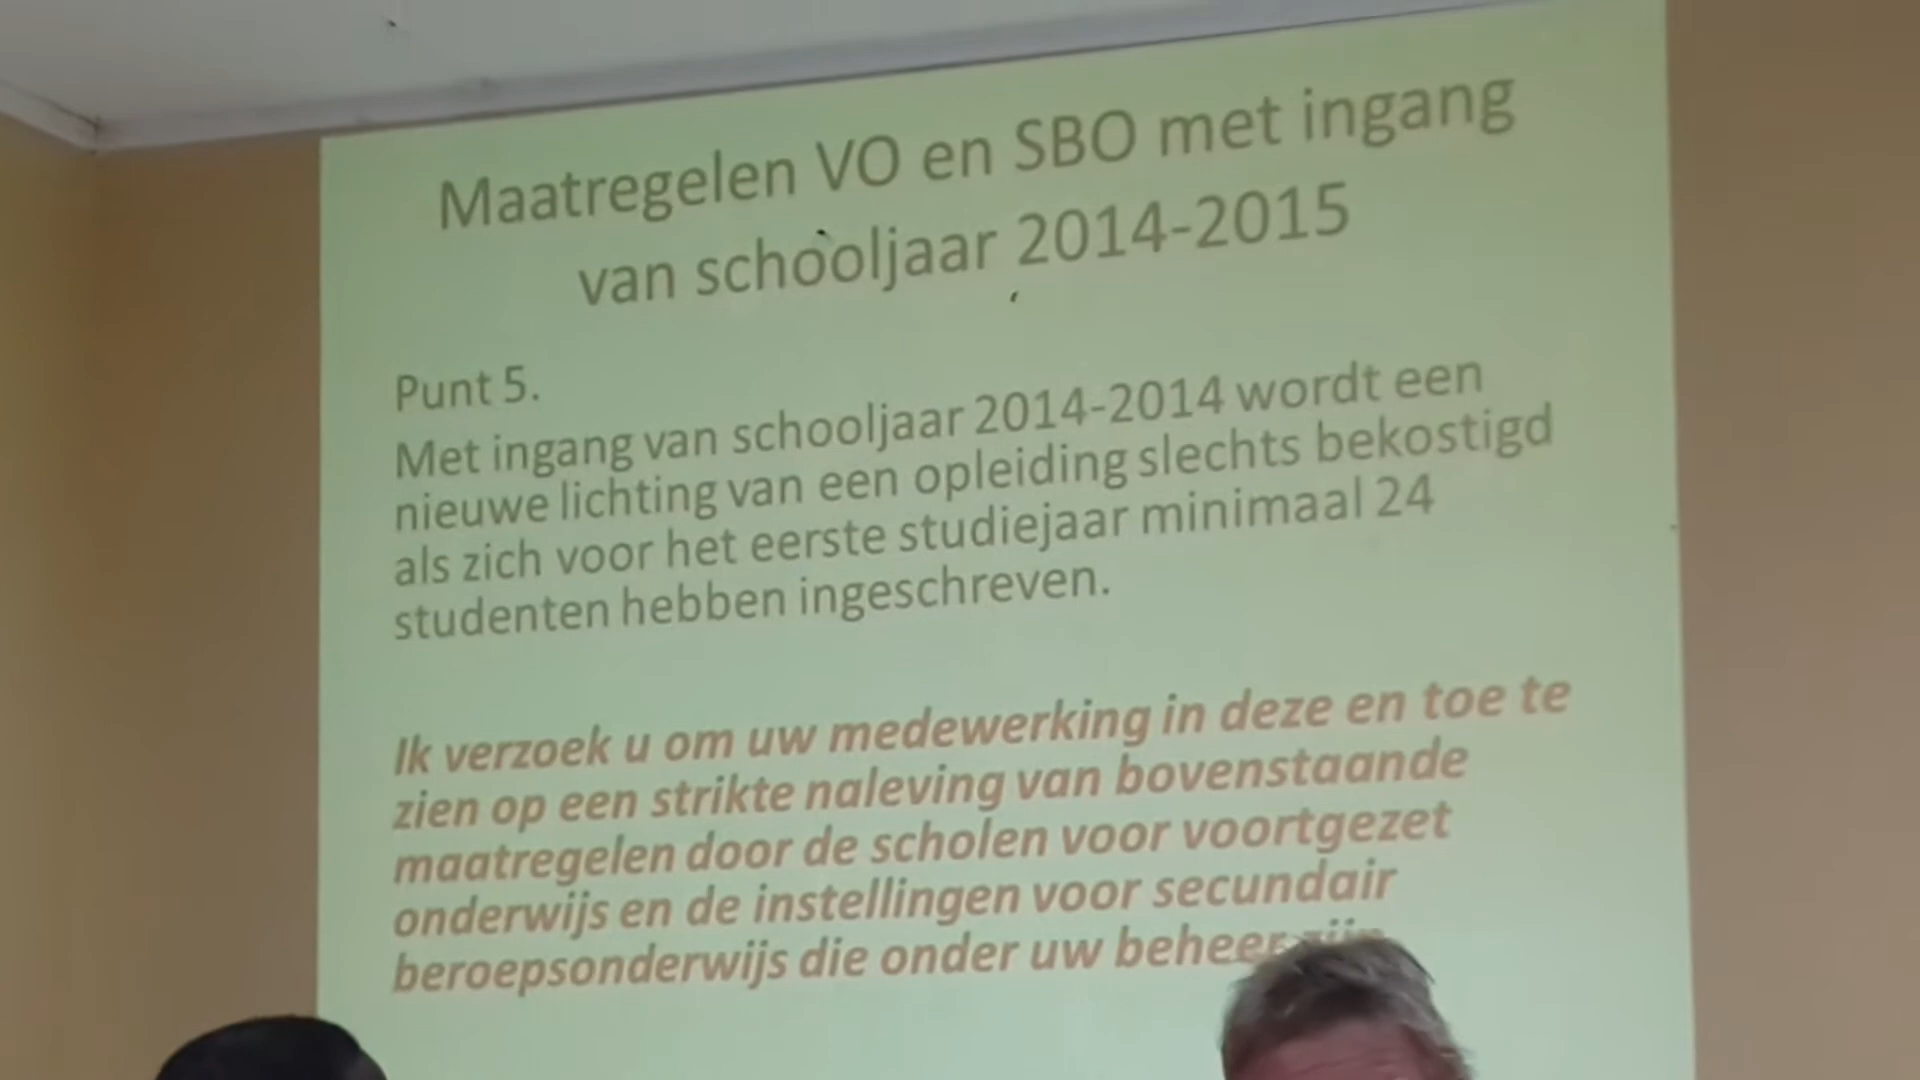 Maatregelen VO en SBO met ingang
van schooljaar 2014-2015
Punt 5.
Met ingang van schooljaar 2014-2014 wordt een
nieuwe lichting van een opleiding slechts bekostigd
als zich voor het eerste studiejaar minimaal 24
studenten hebben ingeschreven.
Ik verzoek u om uw medewerking in deze en toe te
zien op een strikte naleving van bovenstaande
maatregelen door de scholen voor voortgezet
onderwijs en de instellingen voor secundair
beroepsonderwijs die onder uw beheer zijn